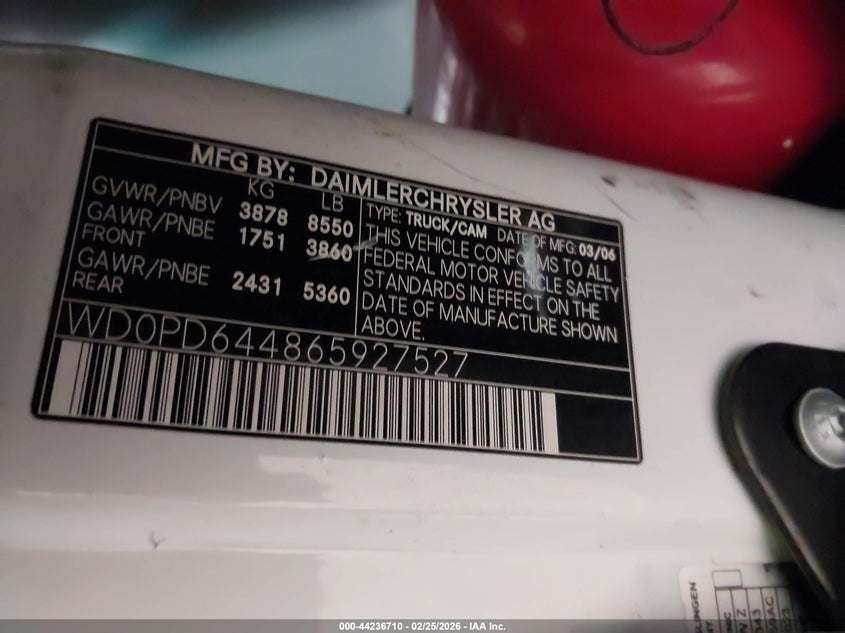 MFG BY: DAIMLERCHRYSLER AG
KG LB
GVWR/PNBV 3878 8550
GAWR/PNBE FRONT 1751 3860
GAWR/PNBE REAR 2431 5360
TYPE: TRUCK/CAM DATE OF MFG: 03/06
THIS VEHICLE CONFORMS TO ALL
FEDERAL MOTOR VEHICLE SAFETY
STANDARDS IN EFFECT ON THE
DATE OF MANUFACTURE SHOWN
ABOVE.
WD0PD644865927527
000-44236710 - 02/25/2026 - IAA Inc.